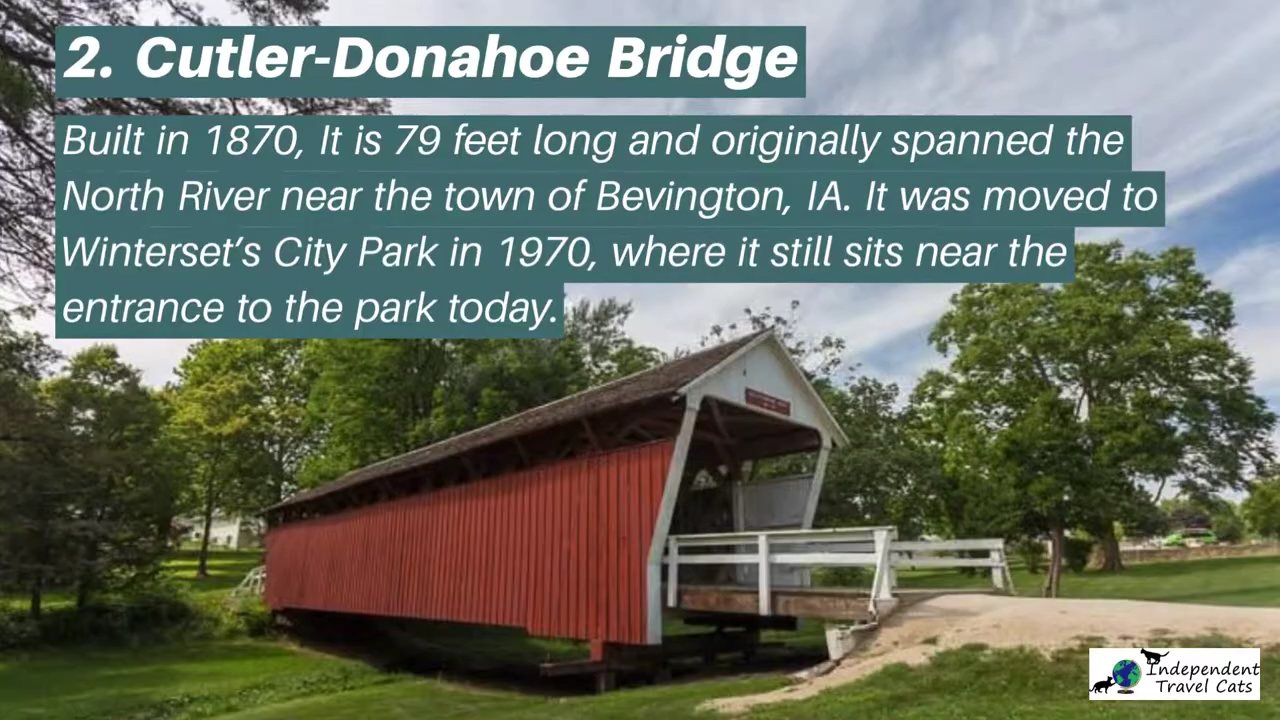 2. Cutler-Donahoe Bridge
Built in 1870, It is 79 feet long and originally spanned the
North River near the town of Bevington, IA. It was moved to
Winterset’s City Park in 1970, where it still sits near the
entrance to the park today.
Independent
Travel Cats